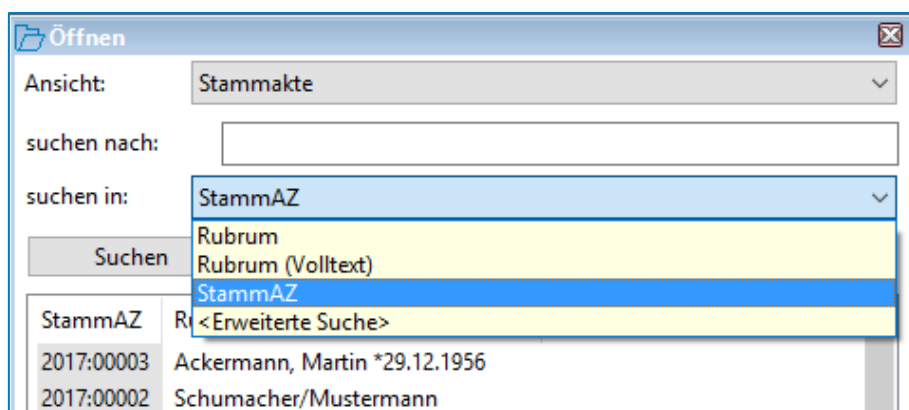 Öffnen
Ansicht: Stammakte
suchen nach:
suchen in: StammAZ
Rubrum
Suchen Rubrum (Volltext)
StammAZ
<Erweiterte Suche>
StammAZ
2017:00003 Ackermann, Martin *29.12.1956
2017:00002 Schumacher/Mustermann